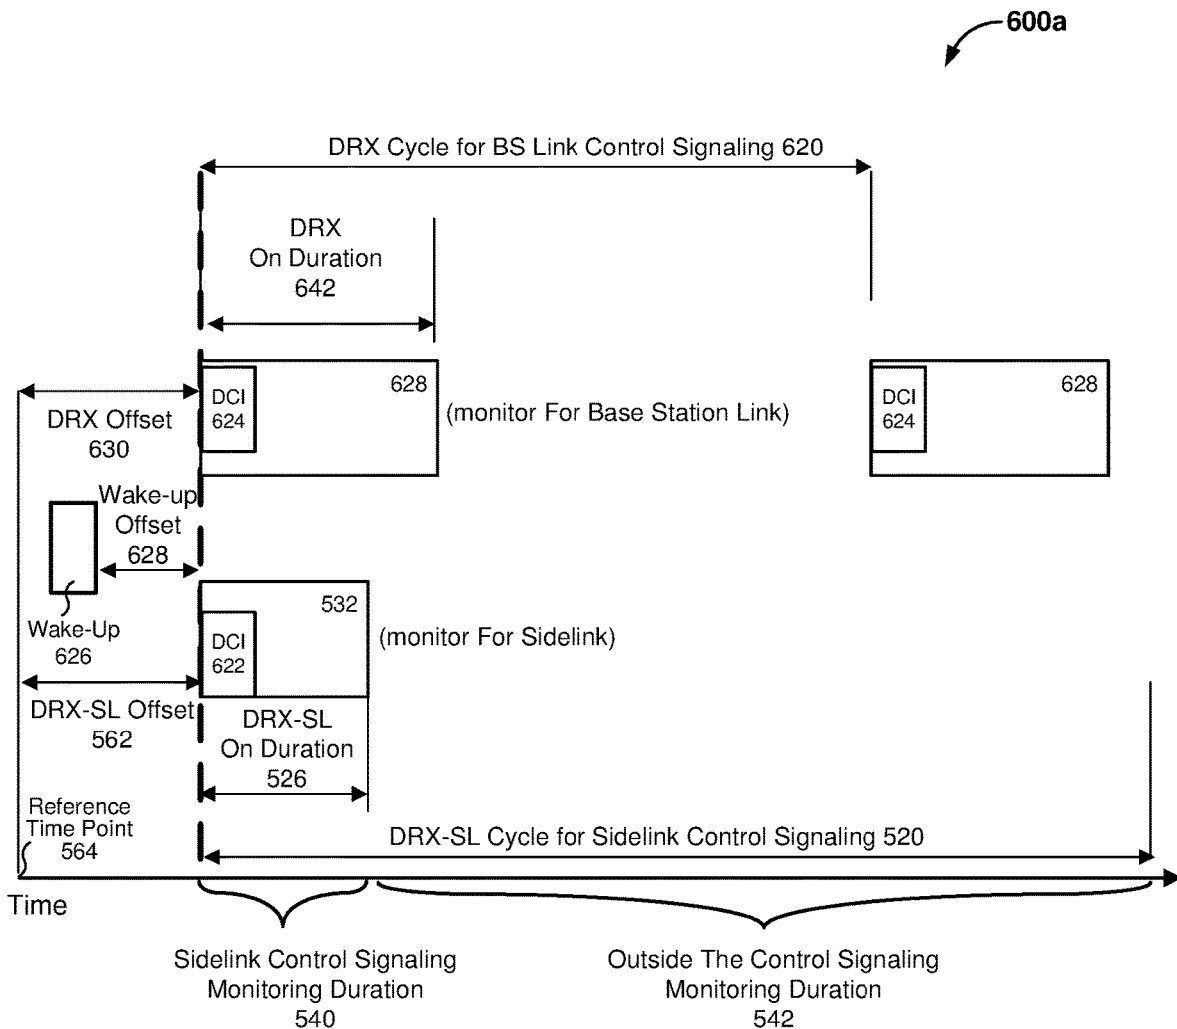 600a
DRX Cycle for BS Link Control Signaling 620
DRX
On Duration
642
DCI
624
628
(monitor For Base Station Link)
DCI
624
628
DRX Offset
630
Wake-up
Offset
628
Wake-Up
626
532
DCI
622
(monitor For Sidelink)
DRX-SL Offset
562
DRX-SL
On Duration
526
Reference
Time Point
564
DRX-SL Cycle for Sidelink Control Signaling 520
Time
Sidelink Control Signaling
Monitoring Duration
540
Outside The Control Signaling
Monitoring Duration
542